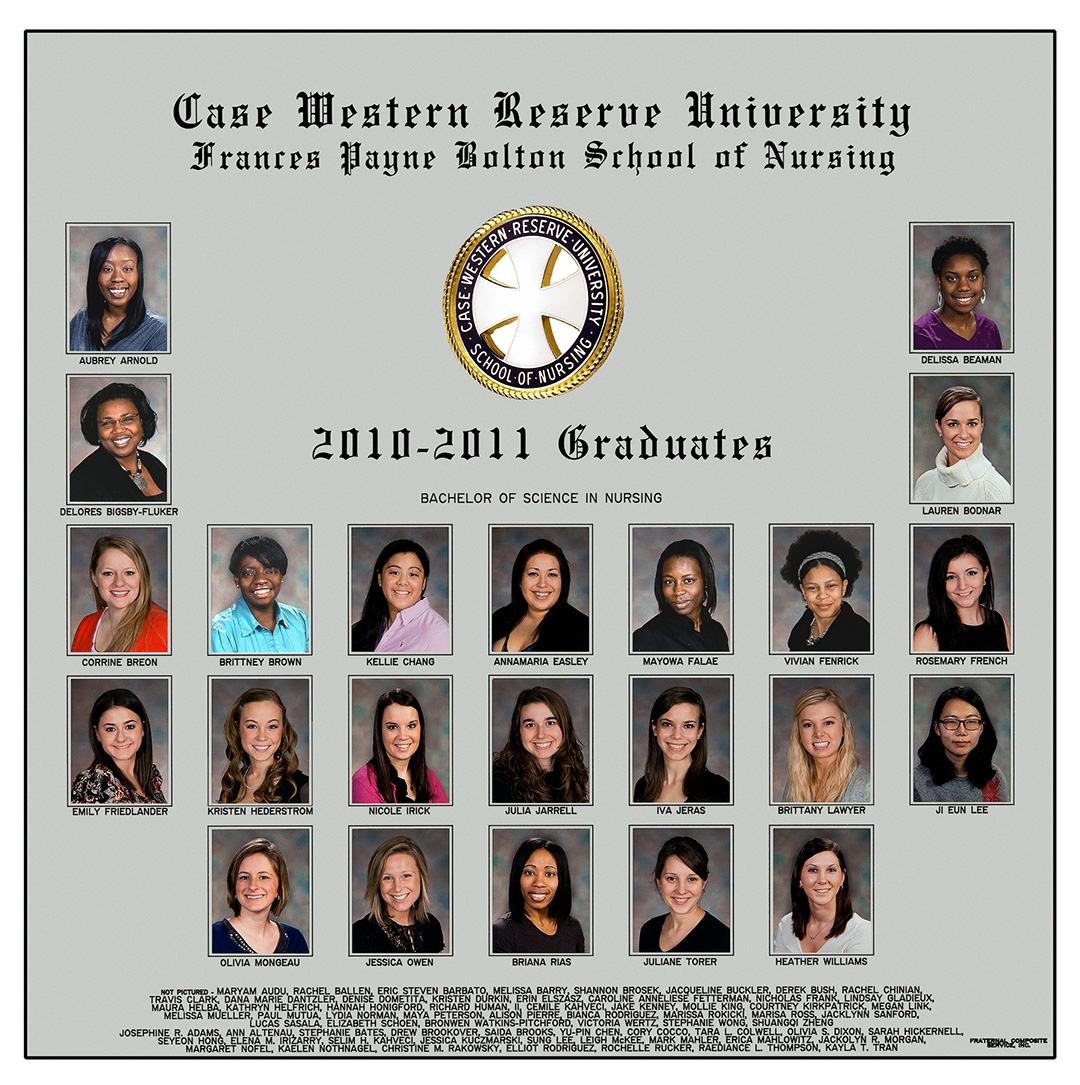 Case Western Reserve University
Frances Payne Bolton School of Nursing
CASE·WESTERN·RESERVE·UNIVERSITY·
SCHOOL·OF·NURSING
AUBREY ARNOLD
DELISSA BEAMAN
2010-2011 Graduates
BACHELOR OF SCIENCE IN NURSING
DELORES BIGSBY-FLUKER
LAUREN BODNAR
CORRINE BREON
BRITTNEY BROWN
KELLIE CHANG
ANNAMARIA EASLEY
MAYOWA FALAE
VIVIAN FENRICK
ROSEMARY FRENCH
EMILY FRIEDLANDER
KRISTEN HEDERSTROM
NICOLE IRICK
JULIA JARRELL
IVA JERAS
BRITTANY LAWYER
JI EUN LEE
OLIVIA MONGEAU
JESSICA OWEN
BRIANA RIAS
JULIANE TORER
HEATHER WILLIAMS
NOT PICTURED - MARYAM AUDU, RACHEL BALLEN, ERIC STEVEN BARBATO, MELISSA BARRY, SHANNON BROSEK, JACQUELINE BUCKLER, DEREK BUSH, RACHEL CHINIAN,
TRAVIS CLARK, DANA MARIE DANTZLER, DENISE DOMETITA, KRISTEN DURKIN, ERIN ELSZASZ, CAROLINE ANNELIESE FETTERMAN, NICHOLAS FRANK, LINDSAY GLADIEUX,
MAURA HELBA, KATHRYN HELFRICH, HANNAH HONIGFORD, RICHARD HUMAN, II, CEMILE KAHVECI, JAKE KENNEY, MOLLIE KING, COURTNEY KIRKPATRICK, MEGAN LINK,
MELISSA MUELLER, PAUL MUTUA, LYDIA NORMAN, MAYA PETERSON, ALISON PIERRE, BIANCA RODRIGUEZ, MARISSA ROKICKI, MARISA ROSS, JACKLYNN SANFORD,
LUCAS SASALA, ELIZABETH SCHOEN, BRONWEN WATKINS-PITCHFORD, VICTORIA WERTZ, STEPHANIE WONG, SHUANGQI ZHENG
JOSEPHINE R. ADAMS, ANN ALTENAU, STEPHANIE BATES, DREW BROOKOVER, SAIDA BROOKS, YU-PIN CHEN, CORY COCCO, TARA L. COLWELL, OLIVIA S. DIXON, SARAH HICKERNELL,
SEYEON HONG, ELENA M. IRIZARRY, SELIM H. KAHVECI, JESSICA KUCZMARSKI, SUNG LEE, LEIGH McKEE, MARK MAHLER, ERICA MAHLOWITZ, JACKOLYN R. MORGAN,
MARGARET NOFEL, KAELEN NOTHNAGEL, CHRISTINE M. RAKOWSKY, ELLIOT RODRIGUEZ, ROCHELLE RUCKER, RAEDIANCE L. THOMPSON, KAYLA T. TRAN
FRATERNAL COMPOSITE
SERVICE, INC.